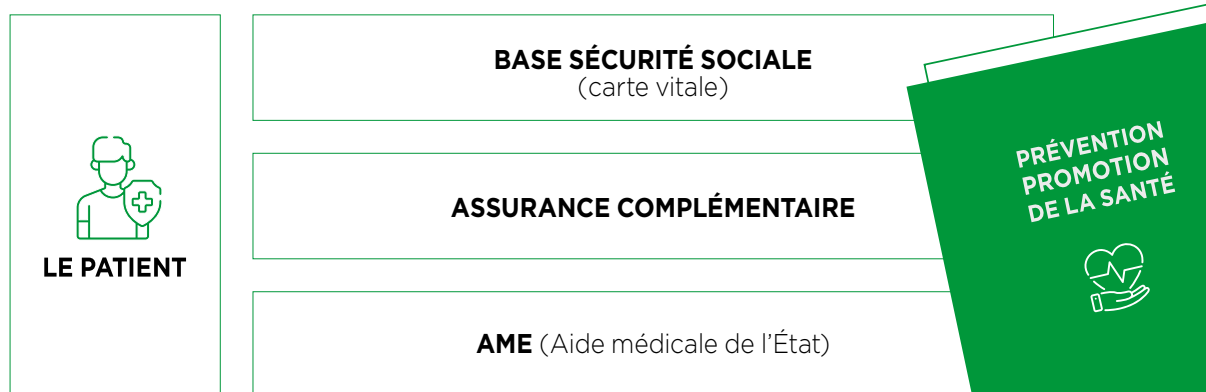 LE PATIENT
BASE SÉCURITÉ SOCIALE
(carte vitale)
ASSURANCE COMPLÉMENTAIRE
AME (Aide médicale de l’État)
PRÉVENTION
PROMOTION
DE LA SANTÉ